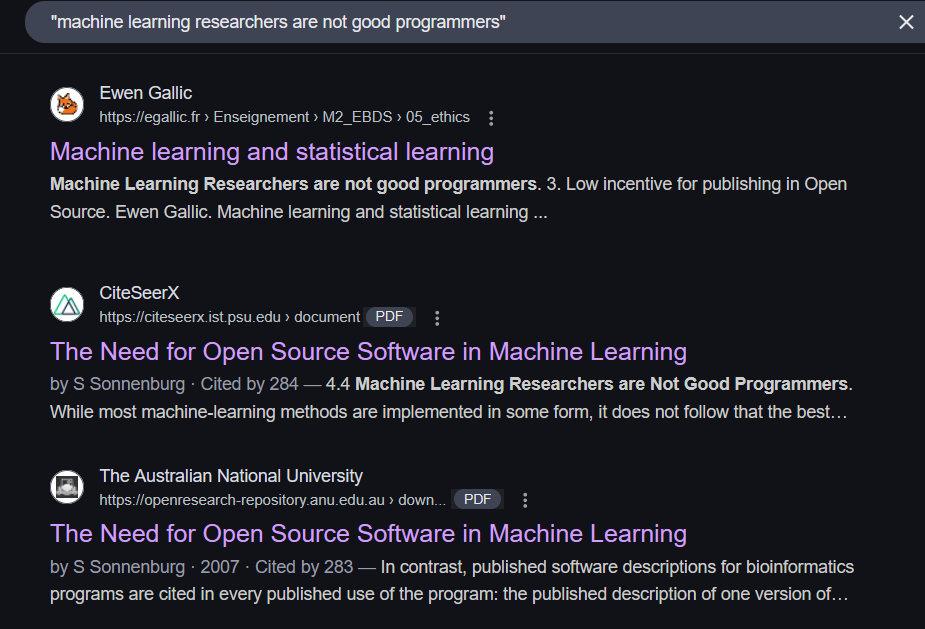 "machine learning researchers are not good programmers"
Ewen Gallic
https://egallic.fr › Enseignement › M2_EBDS › 05_ethics
Machine learning and statistical learning
Machine Learning Researchers are not good programmers. 3. Low incentive for publishing in Open
Source. Ewen Gallic. Machine learning and statistical learning ...
CiteSeerX
https://citeseerx.ist.psu.edu › document PDF
The Need for Open Source Software in Machine Learning
by S Sonnenburg · Cited by 284 — 4.4 Machine Learning Researchers are Not Good Programmers.
While most machine-learning methods are implemented in some form, it does not follow that the best…
The Australian National University
https://openresearch-repository.anu.edu.au › down... PDF
The Need for Open Source Software in Machine Learning
by S Sonnenburg · 2007 · Cited by 283 — In contrast, published software descriptions for bioinformatics
programs are cited in every published use of the program: the published description of one version of…